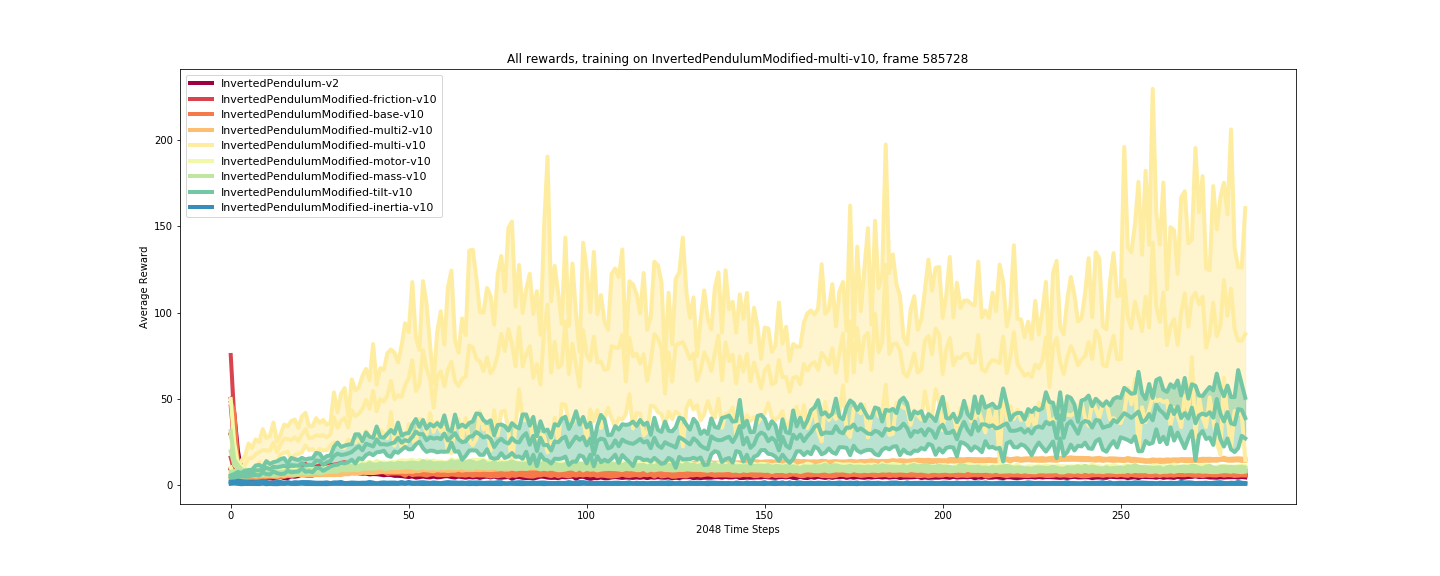 All rewards, training on InvertedPendulumModified-multi-v10, frame 585728
InvertedPendulum-v2
InvertedPendulumModified-friction-v10
InvertedPendulumModified-base-v10
InvertedPendulumModified-multi2-v10
InvertedPendulumModified-multi-v10
InvertedPendulumModified-motor-v10
InvertedPendulumModified-mass-v10
InvertedPendulumModified-tilt-v10
InvertedPendulumModified-inertia-v10
Average Reward
200
150
100
50
0
0 50 100 150 200 250
2048 Time Steps